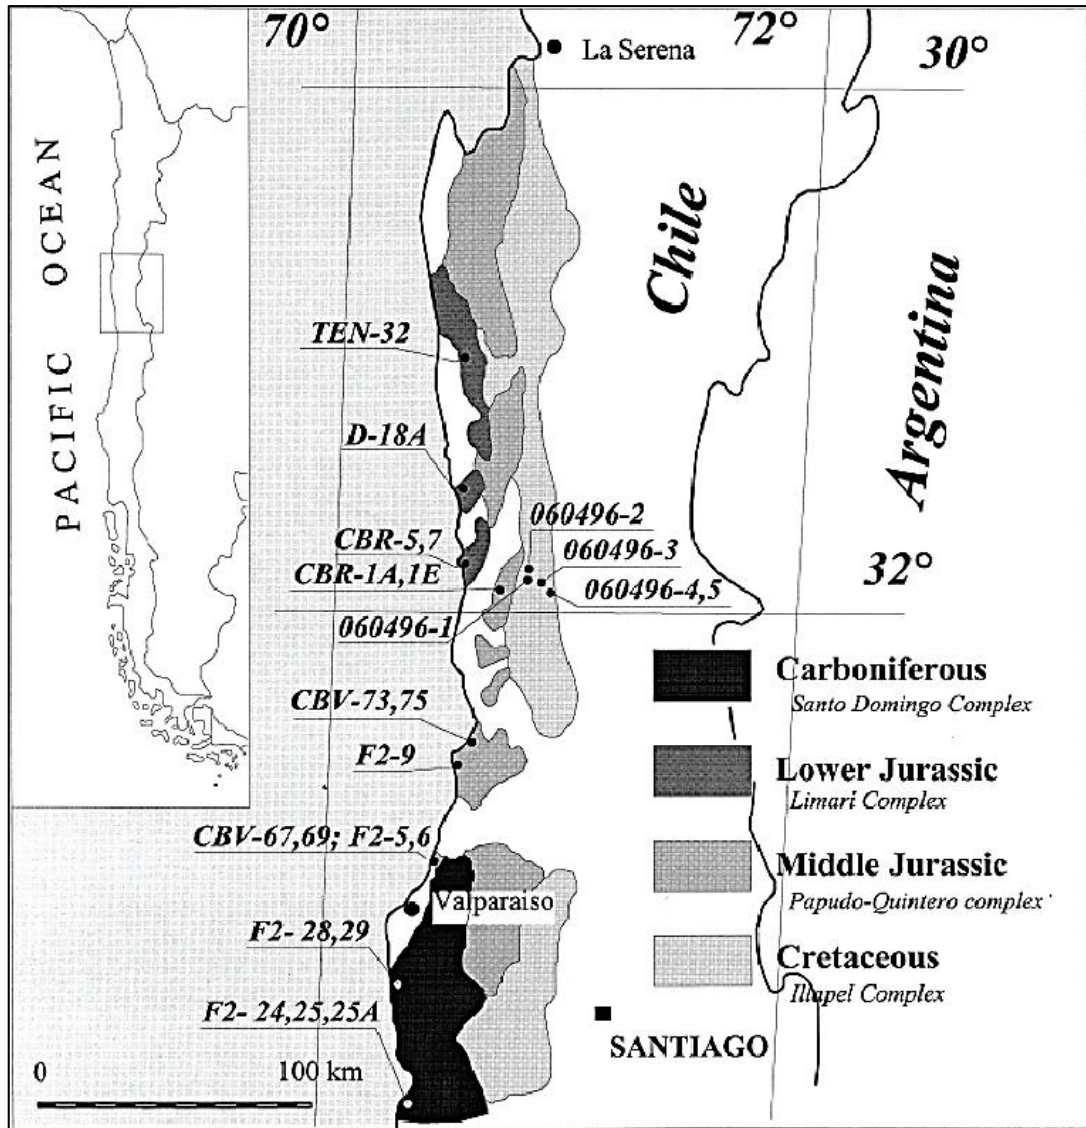 70°
72°
La Serena
30°
PACIFIC OCEAN
Chile
Argentina
TEN-32
D-18A
060496-2
CBR-5,7
060496-3
32°
CBR-1A,1E
060496-4,5
060496-1
Carboniferous
Santo Domingo Complex
CBV-73,75
F2-9
Lower Jurassic
Limarí Complex
CBV-67,69; F2-5,6
Middle Jurassic
Papudo-Quintero complex
Valparaiso
F2- 28,29
Cretaceous
Illapel Complex
F2- 24,25,25A
SANTIAGO
0 100 km